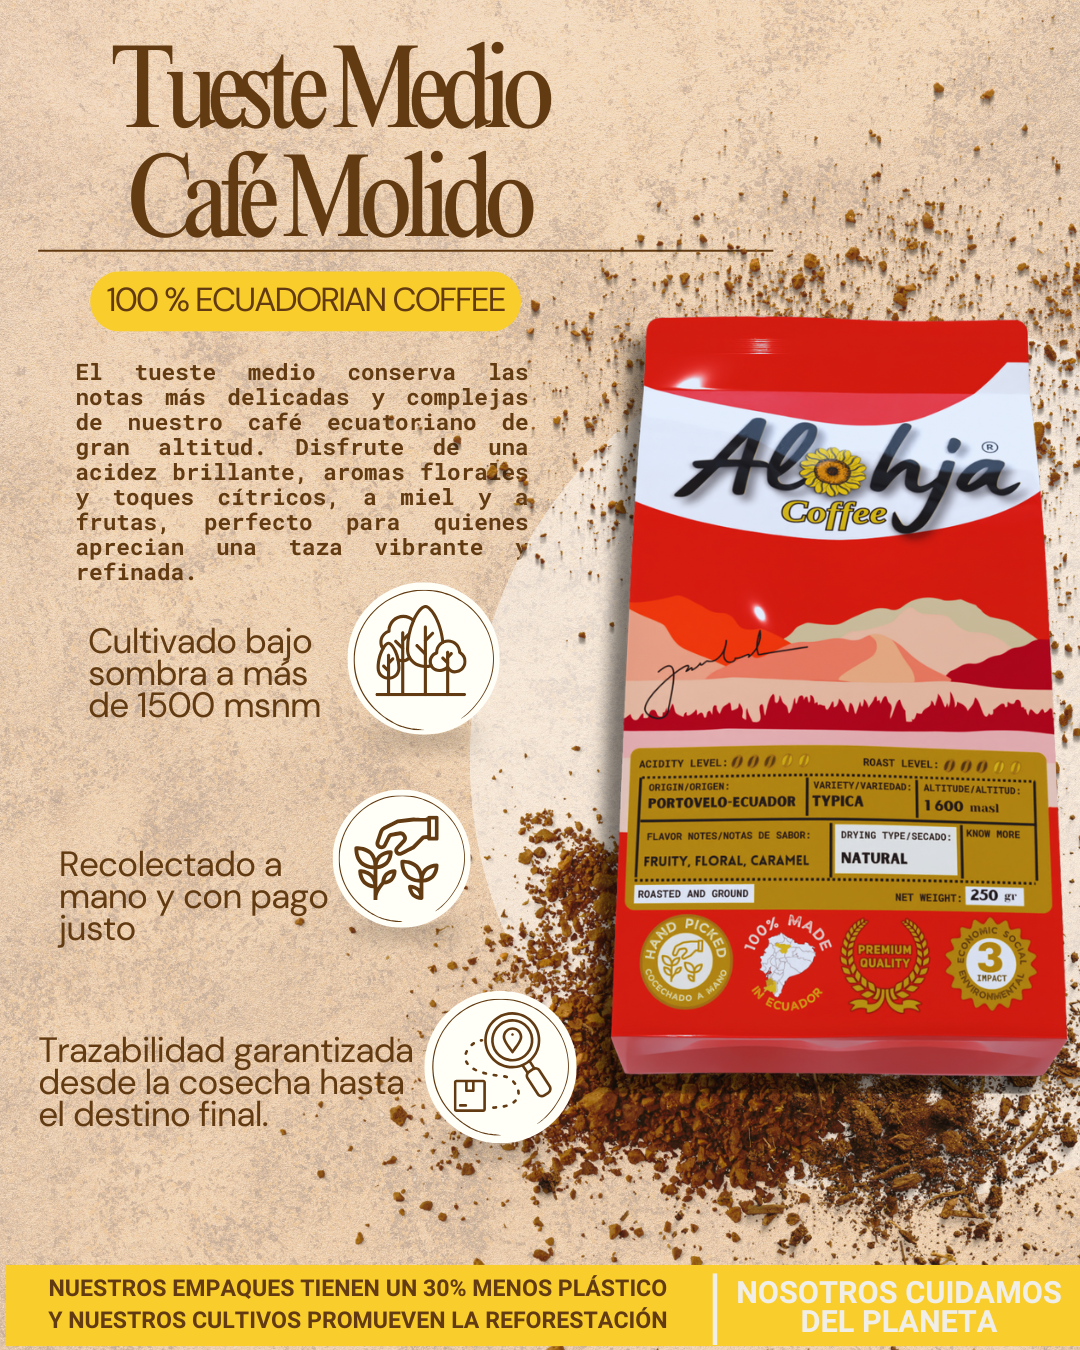 Tueste Medio
Café Molido
100 % ECUADORIAN COFFEE
El tueste medio conserva las
notas más delicadas y complejas
de nuestro café ecuatoriano de
gran altitud. Disfrute de una
acidez brillante, aromas florales
y toques cítricos, a miel y a
frutas, perfecto para quienes
aprecian una taza vibrante y
refinada.
Cultivado bajo
sombra a más
de 1500 msnm
Recolectado a
mano y con pago
justo
Trazabilidad garantizada
desde la cosecha hasta
el destino final.
Alohja ®
Coffee
ACIDITY LEVEL:
ROAST LEVEL:
ORIGIN/ORIGEN:
PORTOVELO-ECUADOR
VARIETY/VARIEDAD:
TYPICA
ALTITUDE/ALTITUD:
1600 masl
FLAVOR NOTES/NOTAS DE SABOR:
FRUITY, FLORAL, CARAMEL
DRYING TYPE/SECADO:
NATURAL
KNOW MORE
ROASTED AND GROUND
NET WEIGHT: 250 gr
HAND PICKED
COCECHADO A MANO
100% MADE
IN ECUADOR
PREMIUM
QUALITY
ECONOMIC SOCIAL
3
IMPACT
ENVIRONMENTAL
NUESTROS EMPAQUES TIENEN UN 30% MENOS PLÁSTICO
Y NUESTROS CULTIVOS PROMUEVEN LA REFORESTACIÓN
NOSOTROS CUIDAMOS
DEL PLANETA